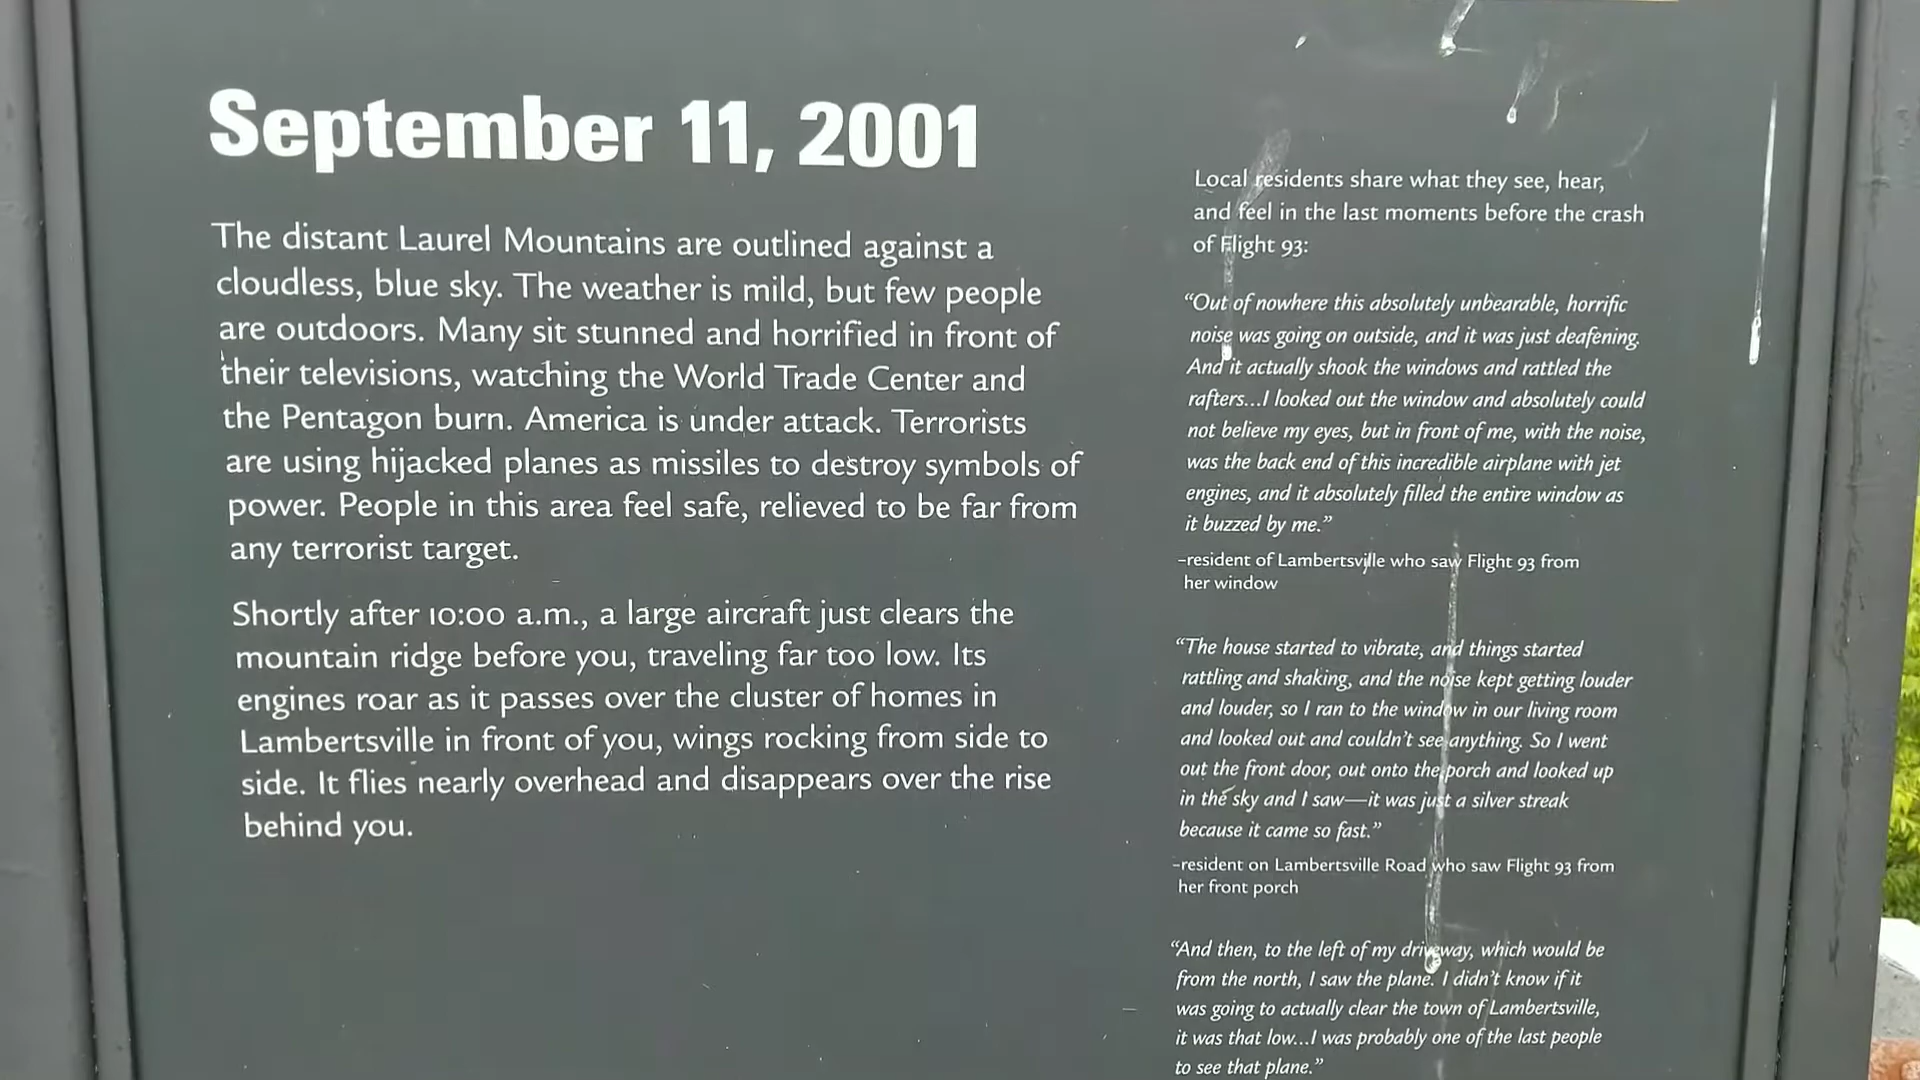 September 11, 2001
The distant Laurel Mountains are outlined against a
cloudless, blue sky. The weather is mild, but few people
are outdoors. Many sit stunned and horrified in front of
their televisions, watching the World Trade Center and
the Pentagon burn. America is under attack. Terrorists
are using hijacked planes as missiles to destroy symbols of
power. People in this area feel safe, relieved to be far from
any terrorist target.
Shortly after 10:00 a.m., a large aircraft just clears the
mountain ridge before you, traveling far too low. Its
engines roar as it passes over the cluster of homes in
Lambertsville in front of you, wings rocking from side to
side. It flies nearly overhead and disappears over the rise
behind you.
Local residents share what they see, hear,
and feel in the last moments before the crash
of Flight 93:
“Out of nowhere this absolutely unbearable, horrific
noise was going on outside, and it was just deafening.
And it actually shook the windows and rattled the
rafters...I looked out the window and absolutely could
not believe my eyes, but in front of me, with the noise,
was the back end of this incredible airplane with jet
engines, and it absolutely filled the entire window as
it buzzed by me.”
–resident of Lambertsville who saw Flight 93 from
her window
“The house started to vibrate, and things started
rattling and shaking, and the noise kept getting louder
and louder, so I ran to the window in our living room
and looked out and couldn’t see anything. So I went
out the front door, out onto the porch and looked up
in the sky and I saw—it was just a silver streak
because it came so fast.”
–resident on Lambertsville Road who saw Flight 93 from
her front porch
“And then, to the left of my driveway, which would be
from the north, I saw the plane. I didn’t know if it
was going to actually clear the town of Lambertsville,
it was that low...I was probably one of the last people
to see that plane.”